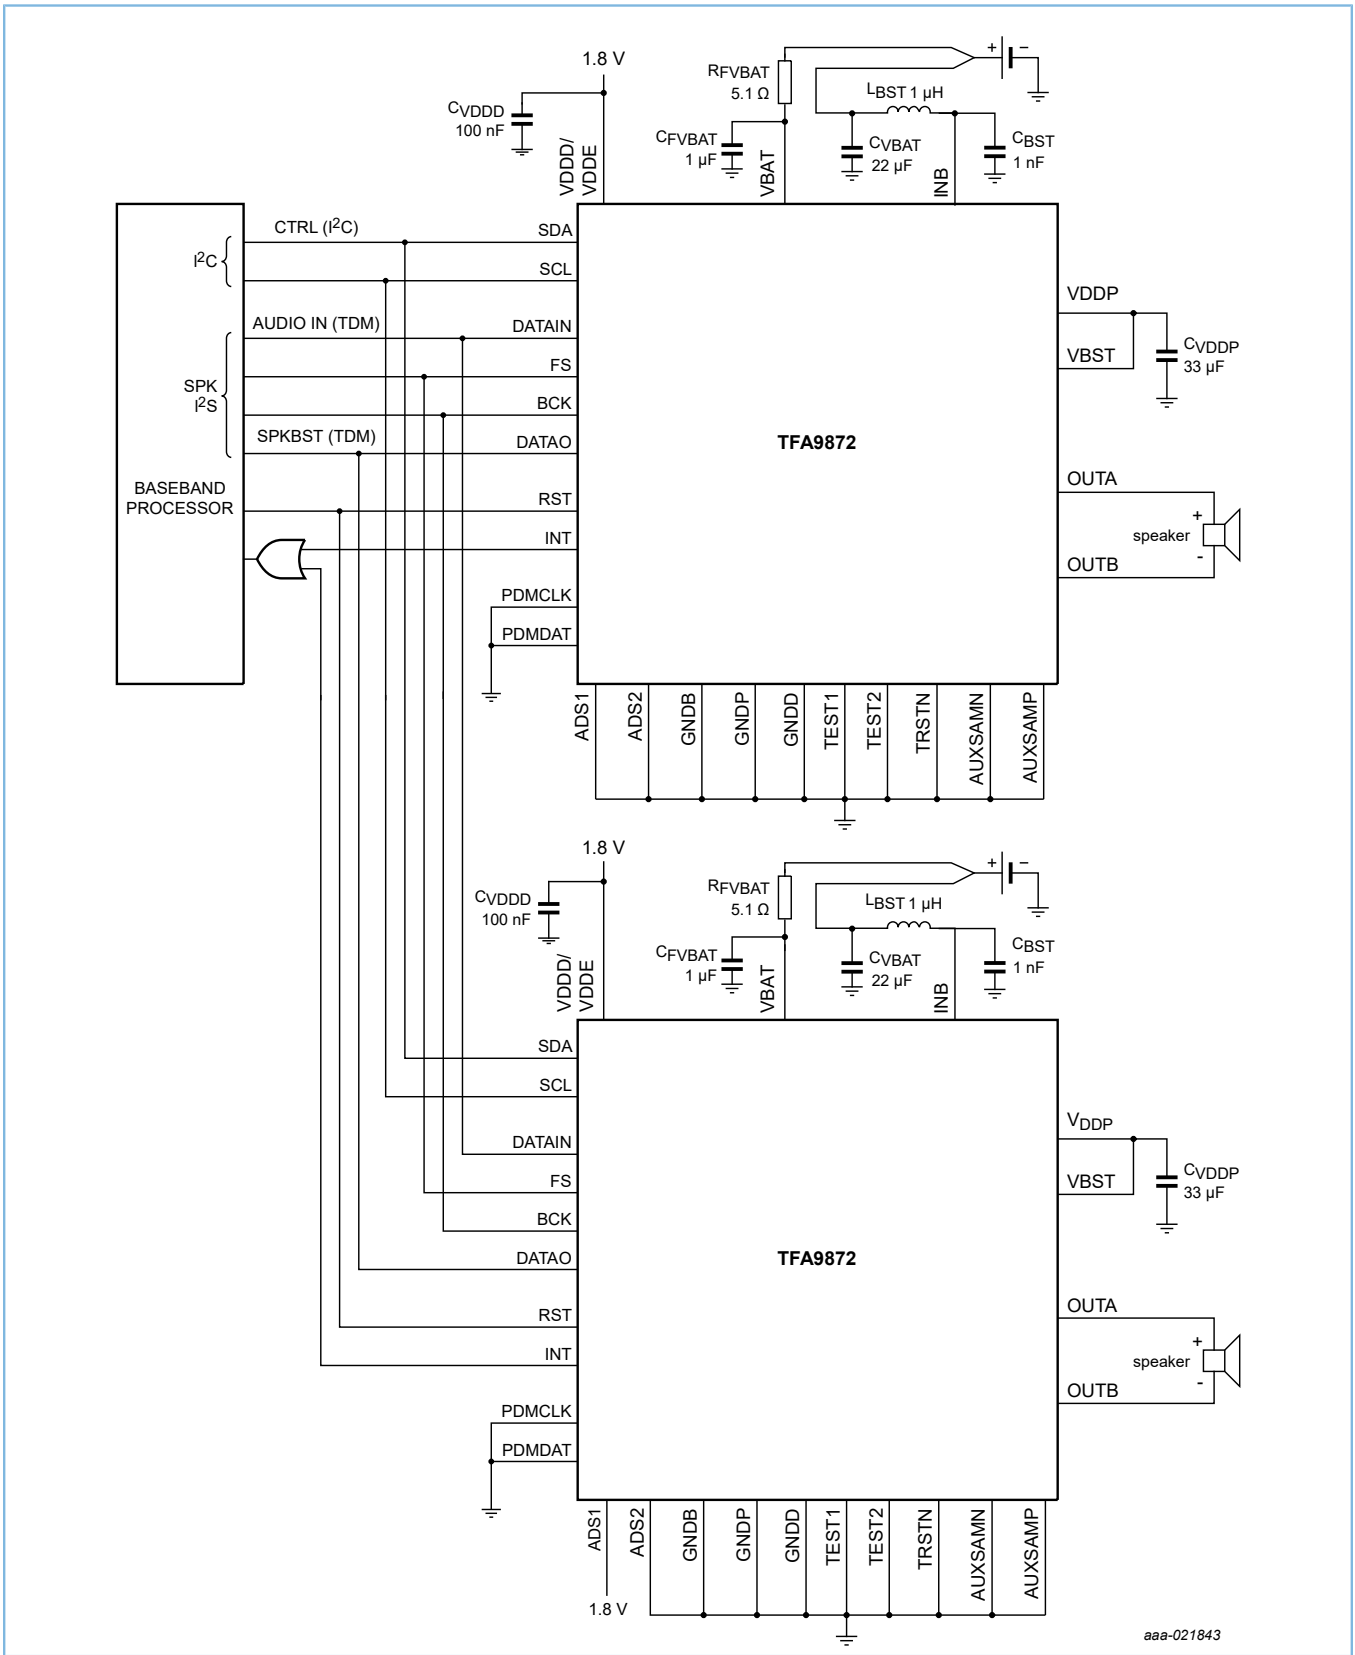 1.8 V
CVDDD
100 nF
VDDD/
VDDE
RFVBAT
5.1 Ω
CFVBAT
1 µF
VBAT
+
−
LBST 1 µH
CVBAT
22 µF
INB
CBST
1 nF
I2C
CTRL (I2C)
SDA
SCL
AUDIO IN (TDM)
DATAIN
FS
SPK
I2S
BCK
SPKBST (TDM)
DATAO
BASEBAND
PROCESSOR
RST
INT
PDMCLK
PDMDAT
TFA9872
VDDP
VBST
CVDDP
33 µF
OUTA
+
speaker
-
OUTB
ADS1
ADS2
GNDB
GNDP
GNDD
TEST1
TEST2
TRSTN
AUXSAMN
AUXSAMP
1.8 V
CVDDD
100 nF
VDDD/
VDDE
RFVBAT
5.1 Ω
CFVBAT
1 µF
VBAT
+
−
LBST 1 µH
CVBAT
22 µF
INB
CBST
1 nF
SDA
SCL
DATAIN
FS
BCK
DATAO
RST
INT
PDMCLK
PDMDAT
TFA9872
VDDP
VBST
CVDDP
33 µF
OUTA
+
speaker
-
OUTB
ADS1
ADS2
GNDB
GNDP
GNDD
TEST1
TEST2
TRSTN
AUXSAMN
AUXSAMP
1.8 V
aaa-021843